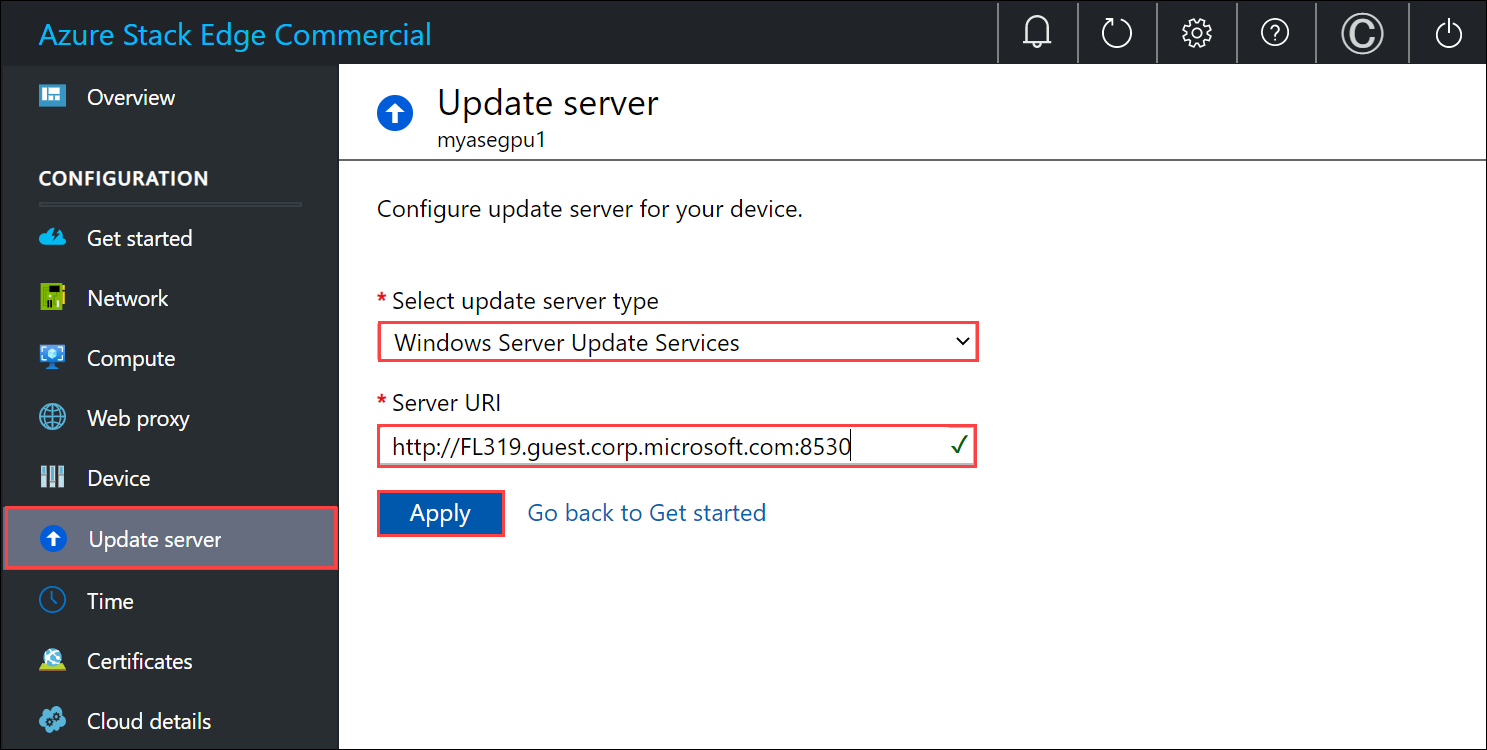 Azure Stack Edge Commercial
Overview
CONFIGURATION
Get started
Network
Compute
Web proxy
Device
Update server
Time
Certificates
Cloud details
Update server
myasegpu1
Configure update server for your device.
* Select update server type
Windows Server Update Services
* Server URI
http://FL319.guest.corp.microsoft.com:8530
Apply
Go back to Get started